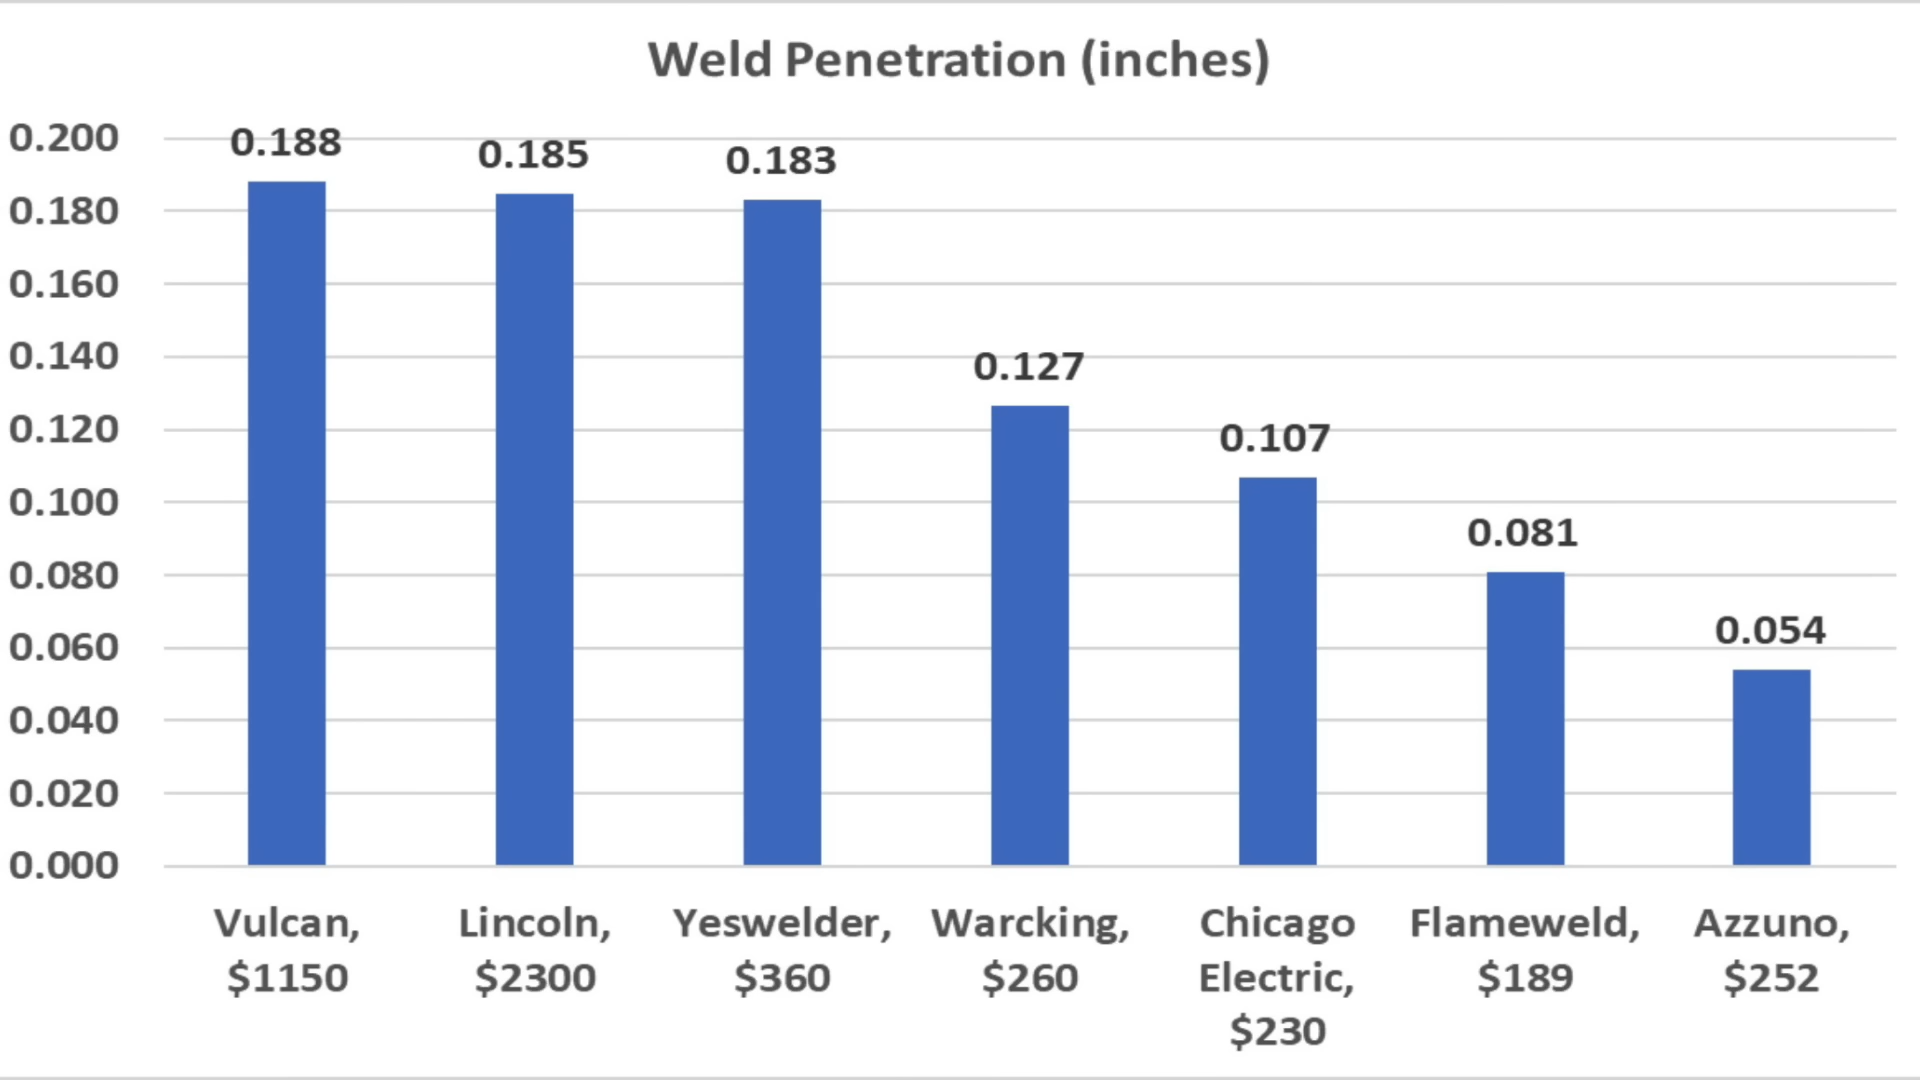 Weld Penetration (inches)
0.200
0.180
0.160
0.140
0.120
0.100
0.080
0.060
0.040
0.020
0.000
0.188
0.185
0.183
0.127
0.107
0.081
0.054
Vulcan,
$1150
Lincoln,
$2300
Yeswelder,
$360
Warcking,
$260
Chicago
Electric,
$230
Flameweld,
$189
Azzuno,
$252